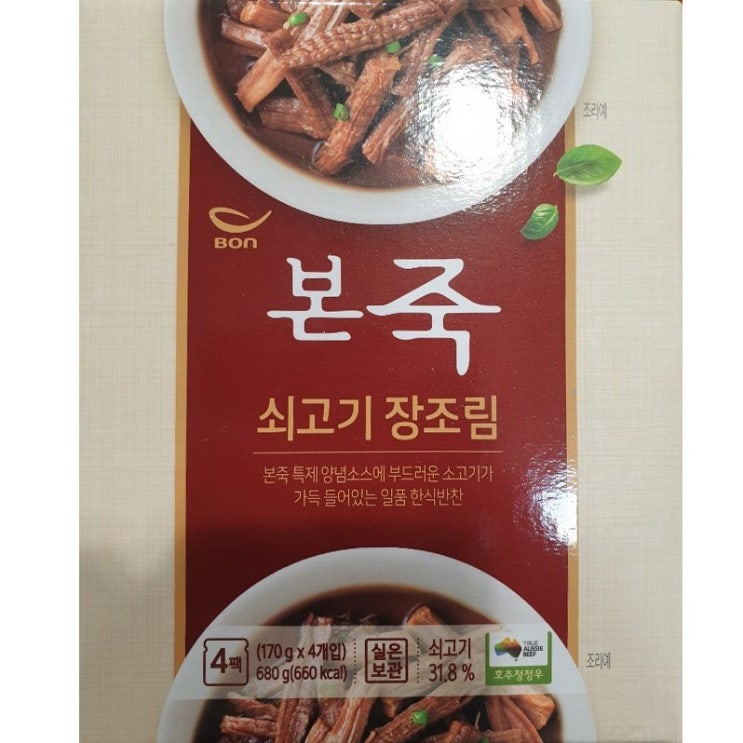 조리예
BON
본죽
쇠고기 장조림
본죽 특제 양념소스에 부드러운 소고기가
가득 들어있는 일품 한식반찬
4팩
(170 g x 4개입)
680 g(660 kcal)
실온
보관
쇠고기
31.8 %
TRUE
AUSSIE
BEEF
호주청정우
조리예